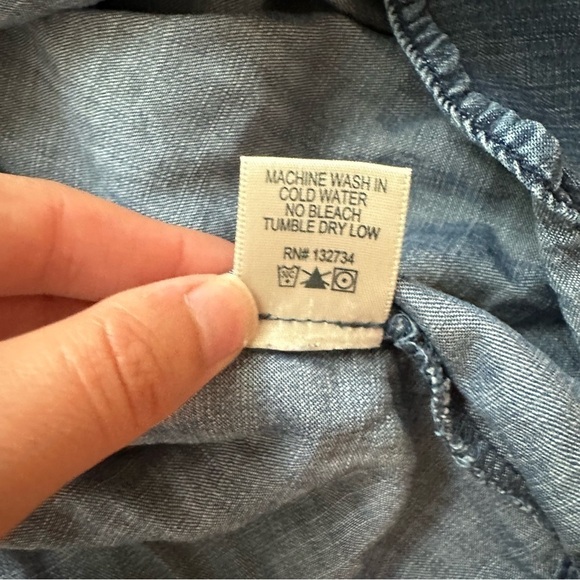 MACHINE WASH IN
COLD WATER
NO BLEACH
TUMBLE DRY LOW
RN# 132734